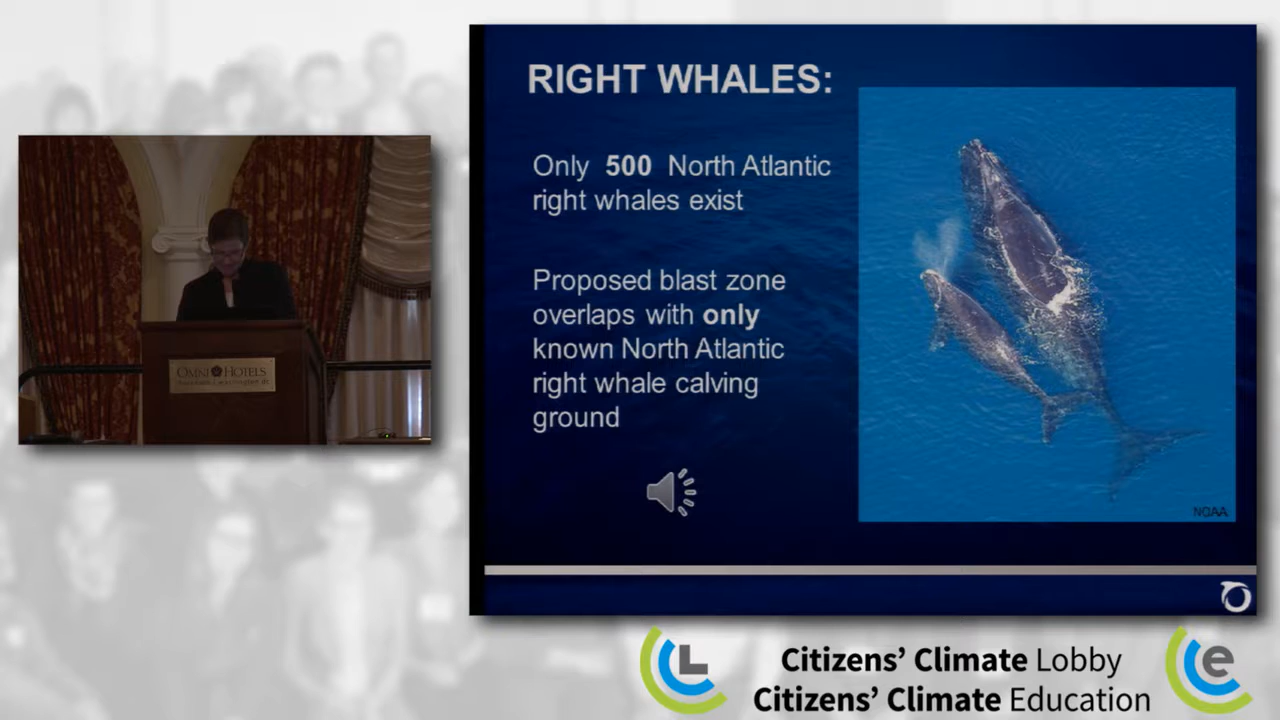 RIGHT WHALES:
Only 500 North Atlantic
right whales exist
Proposed blast zone
overlaps with only
known North Atlantic
right whale calving
ground
NOAA
OMNI HOTELS
L
Citizens' Climate Lobby
Citizens' Climate Education
e